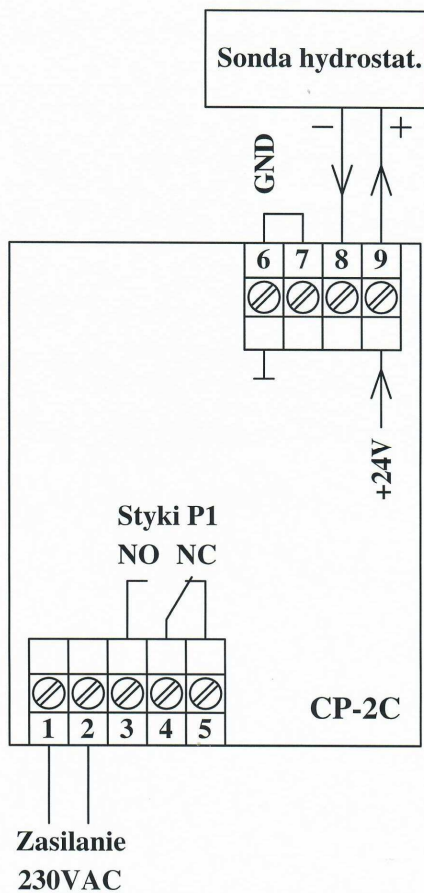 Sonda hydrostat.
− +
GND
6 7 8 9
+24V
Styki P1
NO NC
1 2 3 4 5
CP-2C
Zasilanie
230VAC